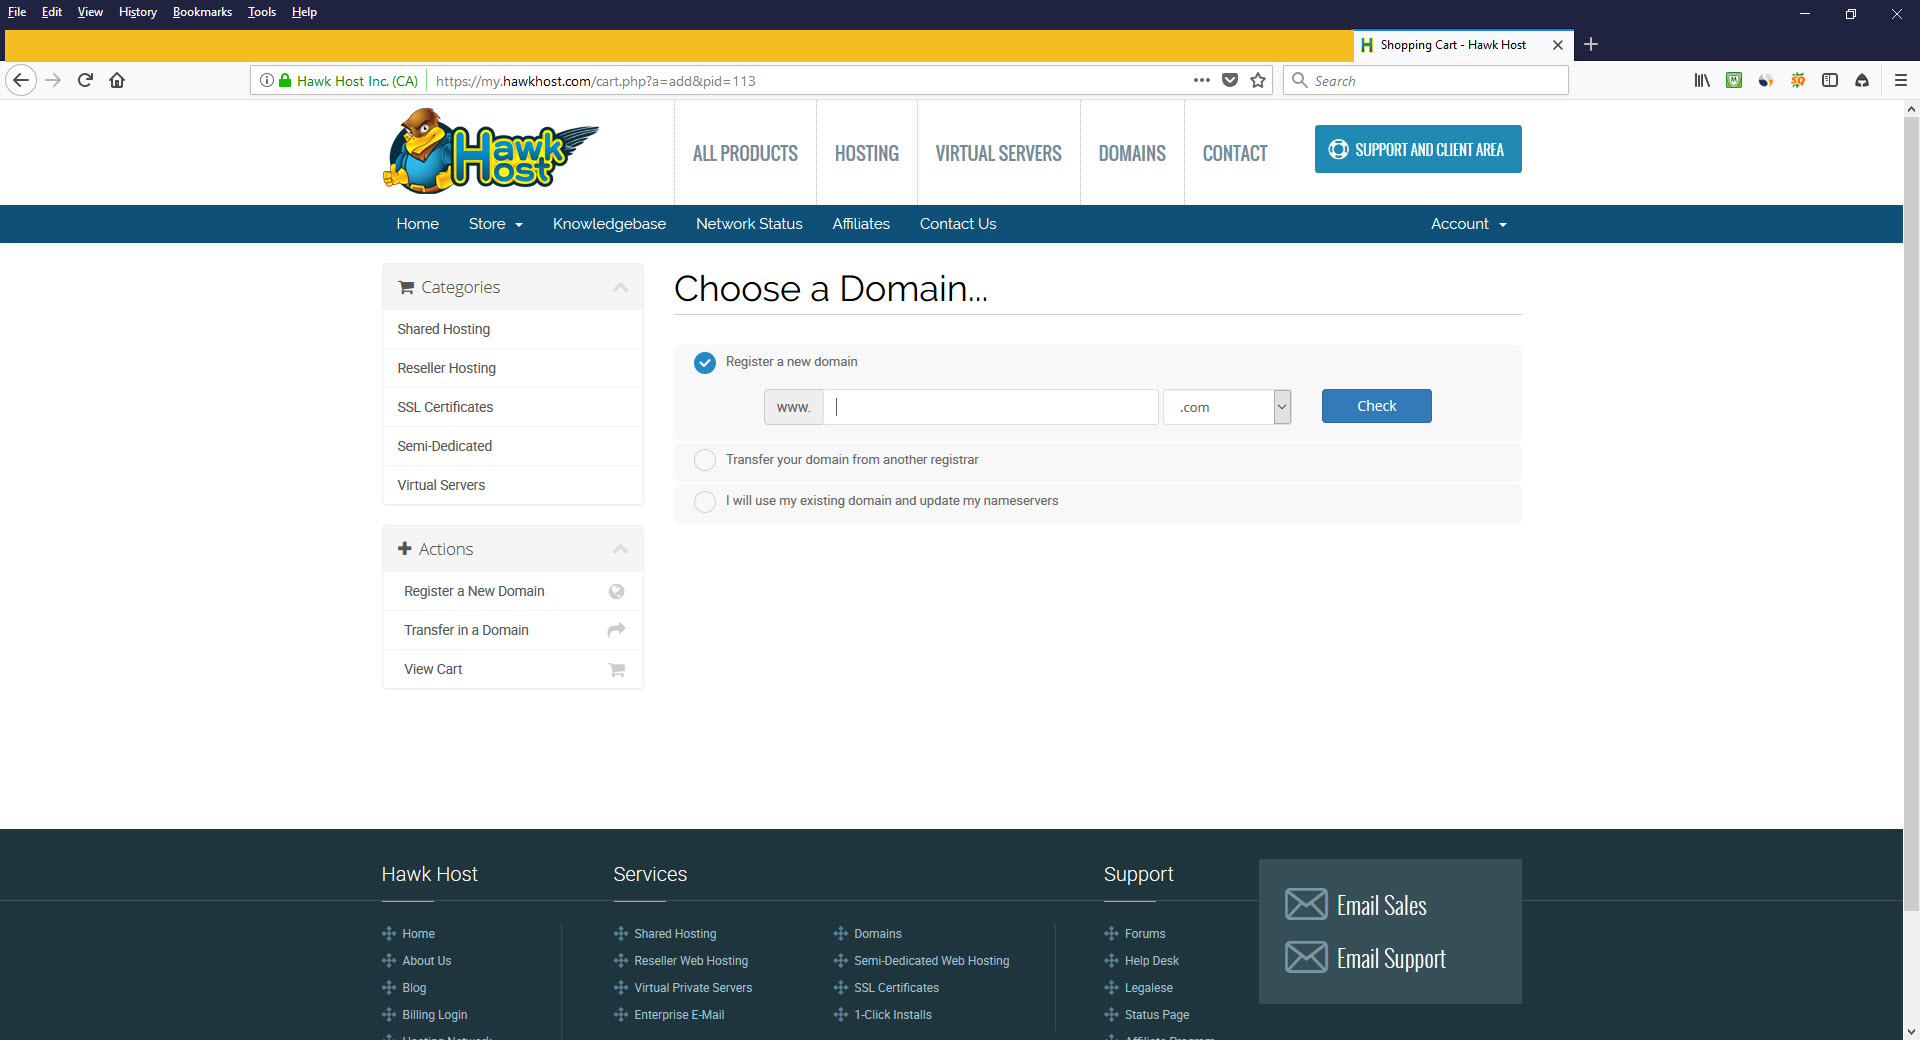 File Edit View History Bookmarks Tools Help
Shopping Cart - Hawk Host
Hawk Host Inc. (CA) https://my.hawkhost.com/cart.php?a=add&pid=113 Search
Hawk Host
ALL PRODUCTS HOSTING VIRTUAL SERVERS DOMAINS CONTACT SUPPORT AND CLIENT AREA
Home Store Knowledgebase Network Status Affiliates Contact Us Account
Categories
Shared Hosting
Reseller Hosting
SSL Certificates
Semi-Dedicated
Virtual Servers
Actions
Register a New Domain
Transfer in a Domain
View Cart
Choose a Domain...
Register a new domain
www. .com Check
Transfer your domain from another registrar
I will use my existing domain and update my nameservers
Hawk Host
Home
About Us
Blog
Billing Login
Hosting Network
Services
Shared Hosting
Reseller Web Hosting
Virtual Private Servers
Enterprise E-Mail
Domains
Semi-Dedicated Web Hosting
SSL Certificates
1-Click Installs
Support
Forums
Help Desk
Legalese
Status Page
Affiliate Program
Email Sales
Email Support